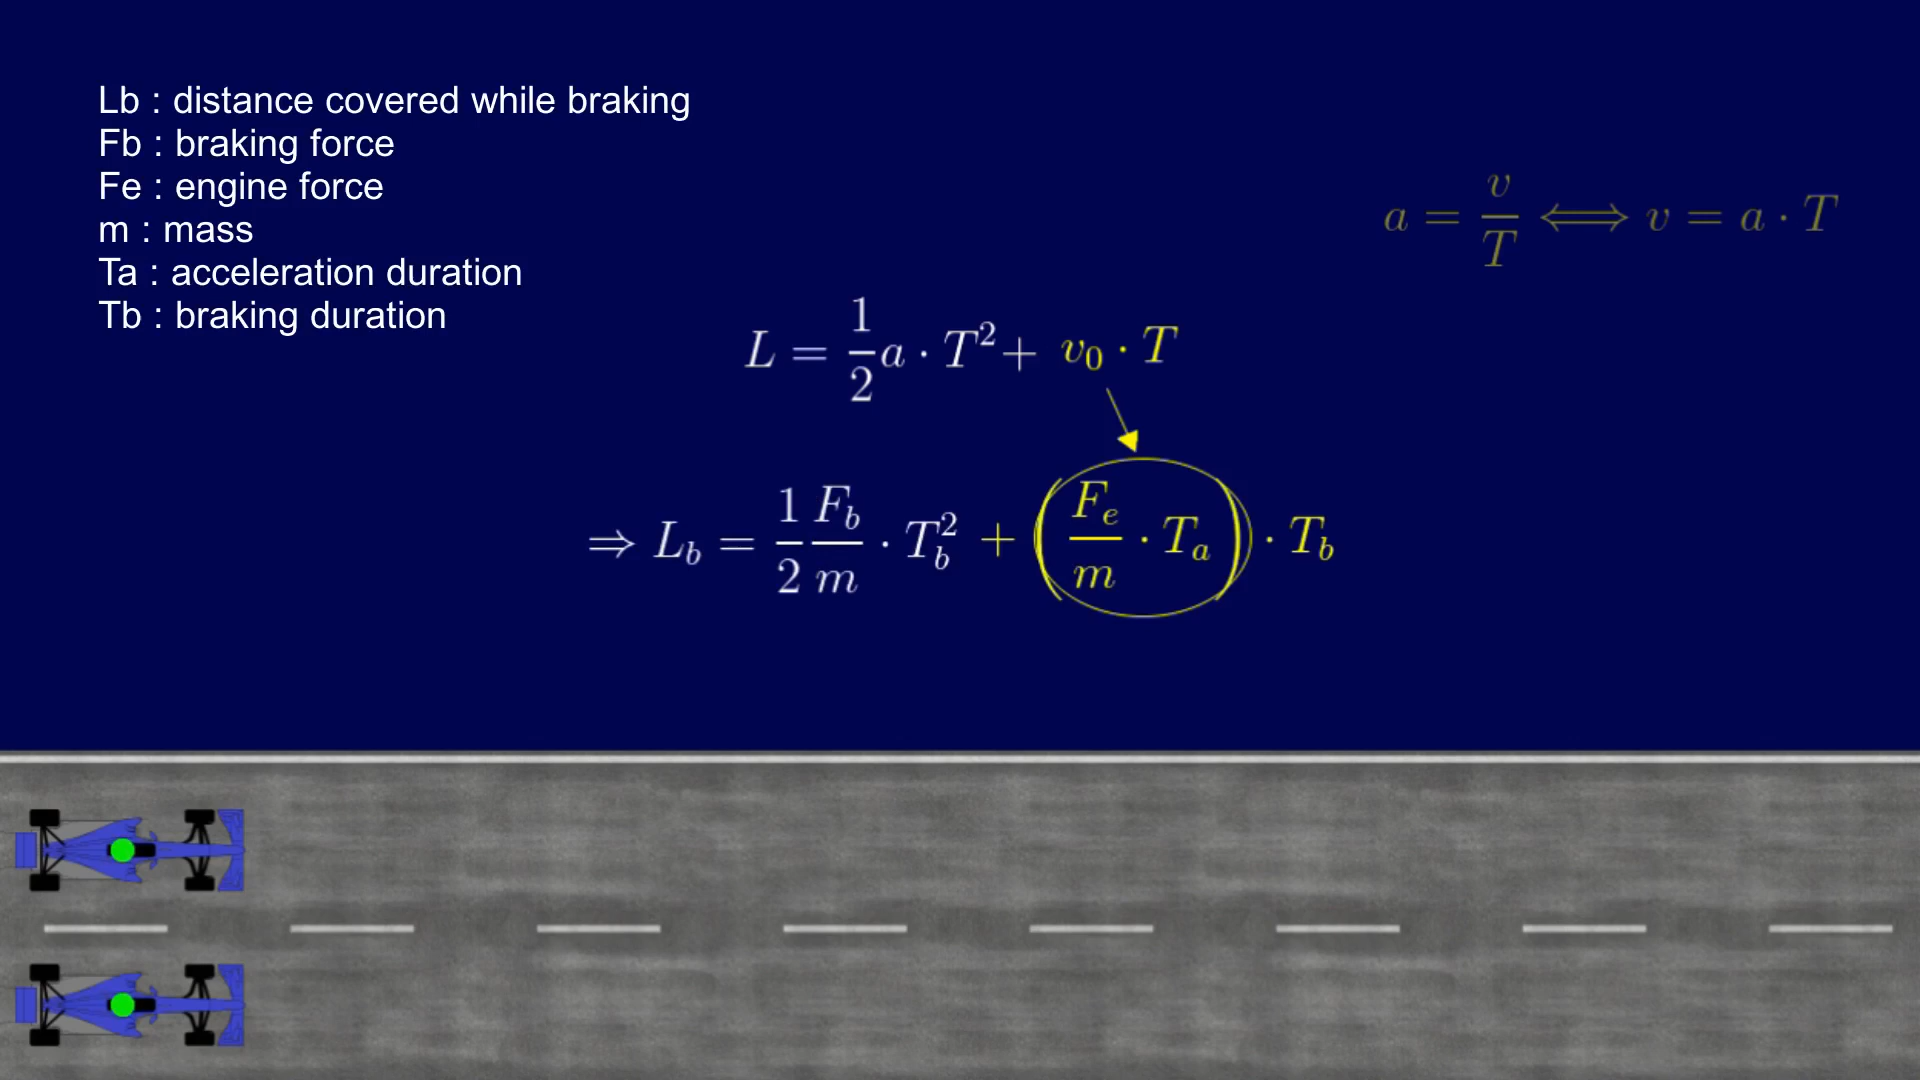 Lb : distance covered while braking
Fb : braking force
Fe : engine force
m : mass
Ta : acceleration duration
Tb : braking duration
a = v/T ⟺ v = a · T
L = 1/2 a · T² + v₀ · T
⇒ L_b = 1/2 F_b/m · T_b² + (F_e/m · T_a) · T_b